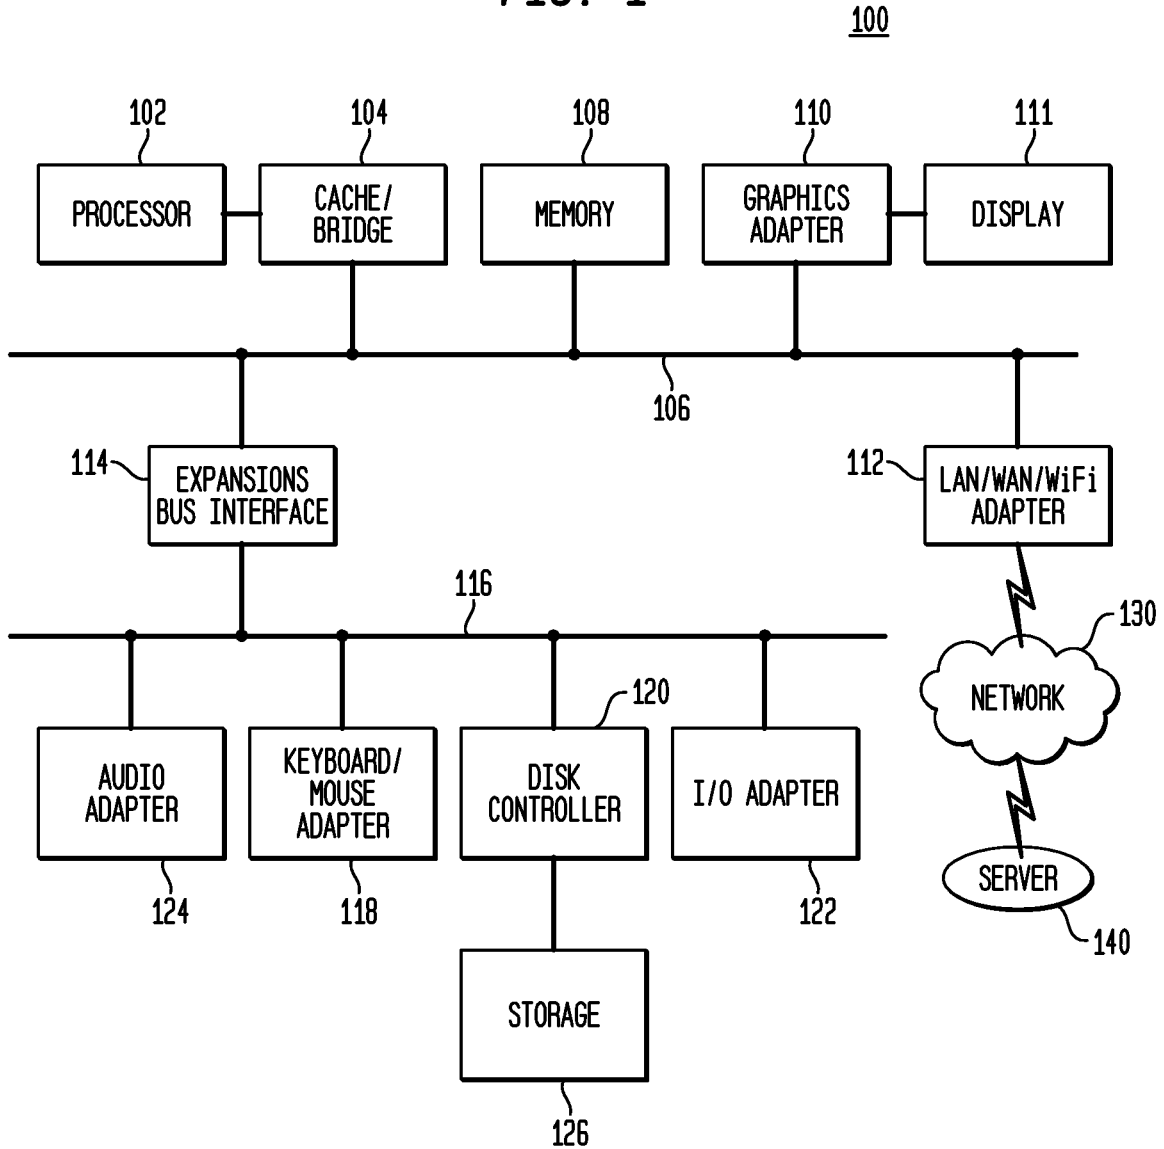 FIG. 1
100
102
104
108
110
111
PROCESSOR
CACHE/
BRIDGE
MEMORY
GRAPHICS
ADAPTER
DISPLAY
106
114
EXPANSIONS
BUS INTERFACE
112
LAN/WAN/WiFi
ADAPTER
116
130
NETWORK
120
AUDIO
ADAPTER
KEYBOARD/
MOUSE
ADAPTER
DISK
CONTROLLER
I/O ADAPTER
SERVER
124
118
122
140
STORAGE
126